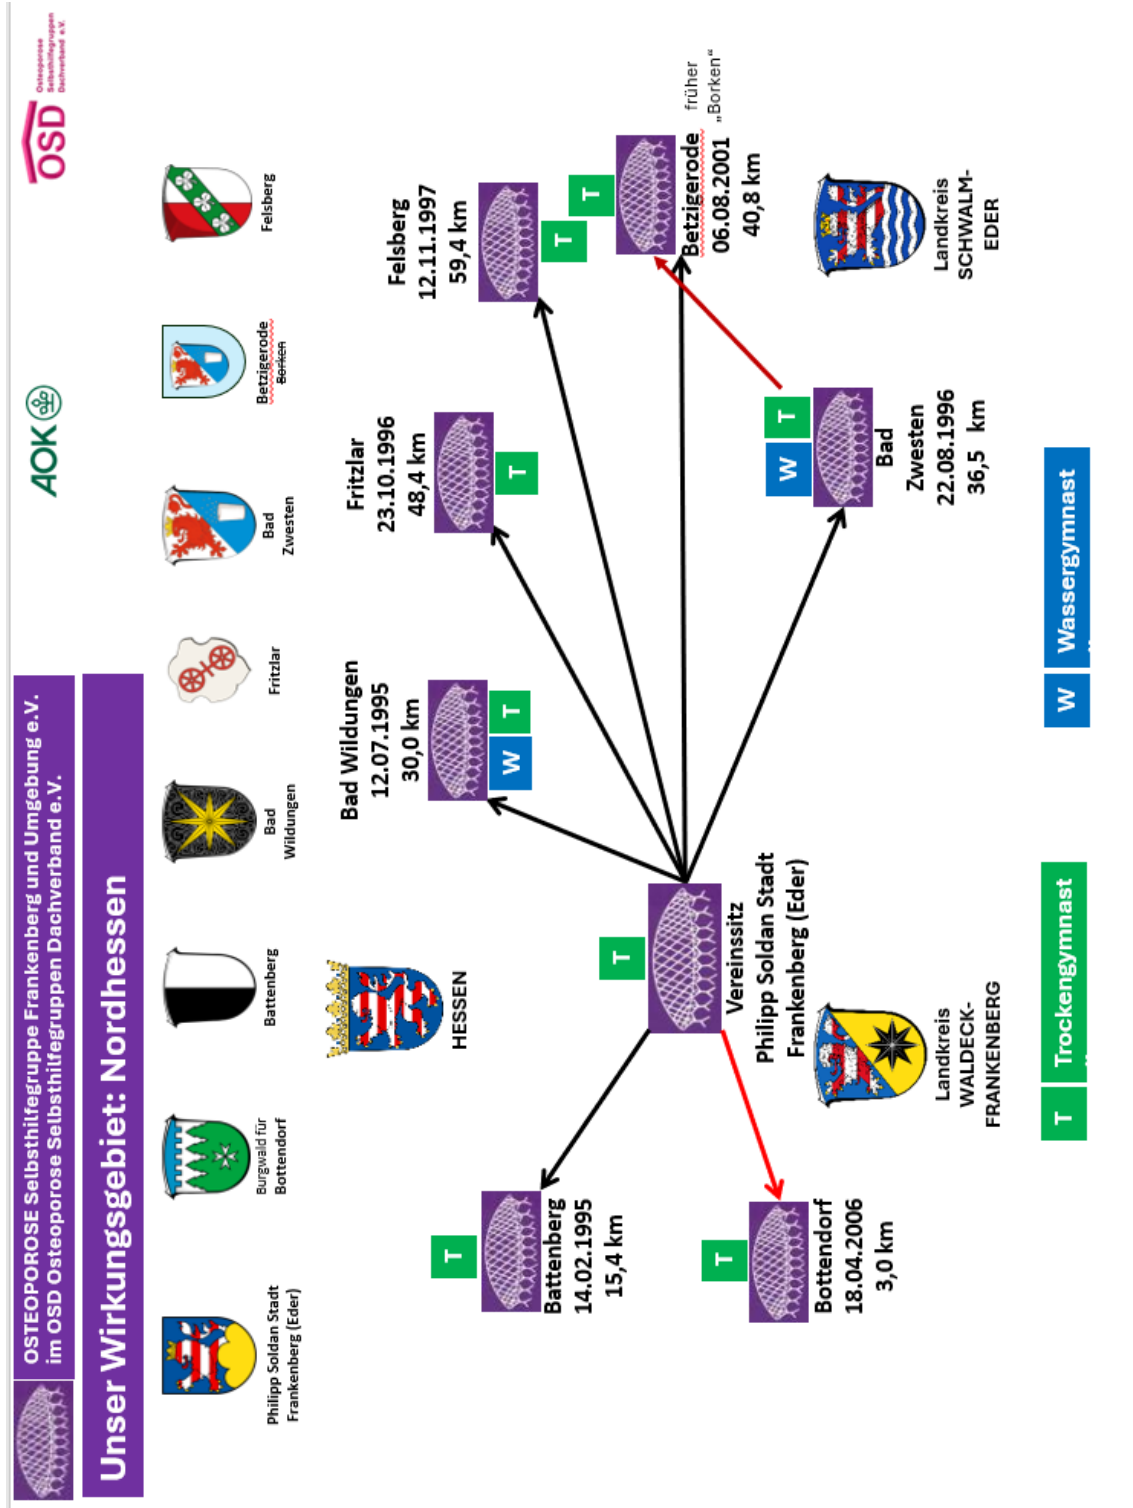 OSTEOPOROSE Selbsthilfegruppe Frankenberg und Umgebung e.V.
im OSD Osteoporose Selbsthilfegruppen Dachverband e.V.
AOK
OSD
Osteoporose
Selbsthilfegruppen
Dachverband e.V.
Unser Wirkungsgebiet: Nordhessen
Philipp Soldan Stadt
Frankenberg (Eder)
Burgwald für
Bottendorf
Battenberg
Bad
Wildungen
Fritzlar
Bad
Zwesten
Betzigerode
Borken
Felsberg
HESSEN
Bad Wildungen
12.07.1995
30,0 km
W T
Fritzlar
23.10.1996
48,4 km
T
Felsberg
12.11.1997
59,4 km
T
T
Betzigerode
06.08.2001
40,8 km
früher
„Borken“
T
Battenberg
14.02.1995
15,4 km
T
Vereinssitz
Philipp Soldan Stadt
Frankenberg (Eder)
W T
Bad
Zwesten
22.08.1996
36,5 km
T
Bottendorf
18.04.2006
3,0 km
Landkreis
WALDECK-
FRANKENBERG
Landkreis
SCHWALM-
EDER
T Trockengymnast
W Wassergymnast